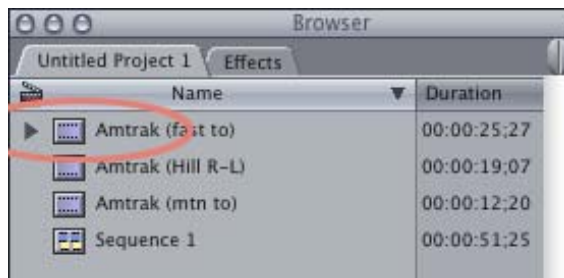 Browser
Untitled Project 1 Effects
Name Duration
Amtrak (fast to) 00:00:25;27
Amtrak (Hill R-L) 00:00:19;07
Amtrak (mtn to) 00:00:12;20
Sequence 1 00:00:51;25